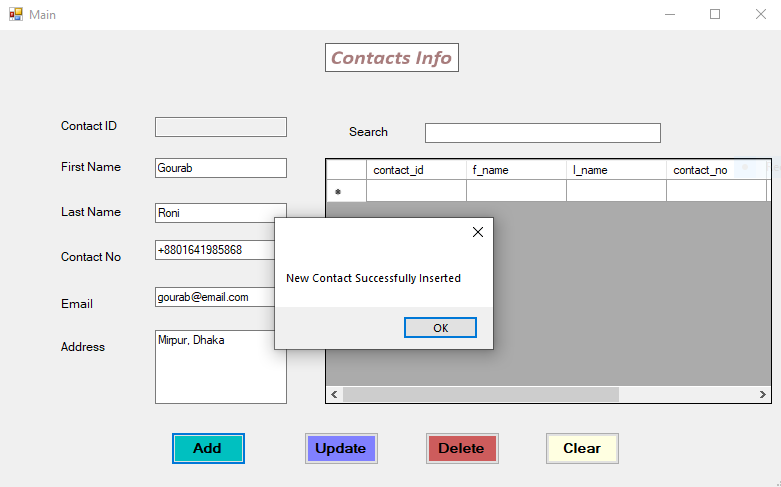 Main
Contacts Info
Contact ID
Search
First Name
Gourab
contact_id
f_name
l_name
contact_no
*
Last Name
Roni
Contact No
+8801641985868
New Contact Successfully Inserted
Email
gourab@email.com
OK
Address
Mirpur, Dhaka
Add
Update
Delete
Clear